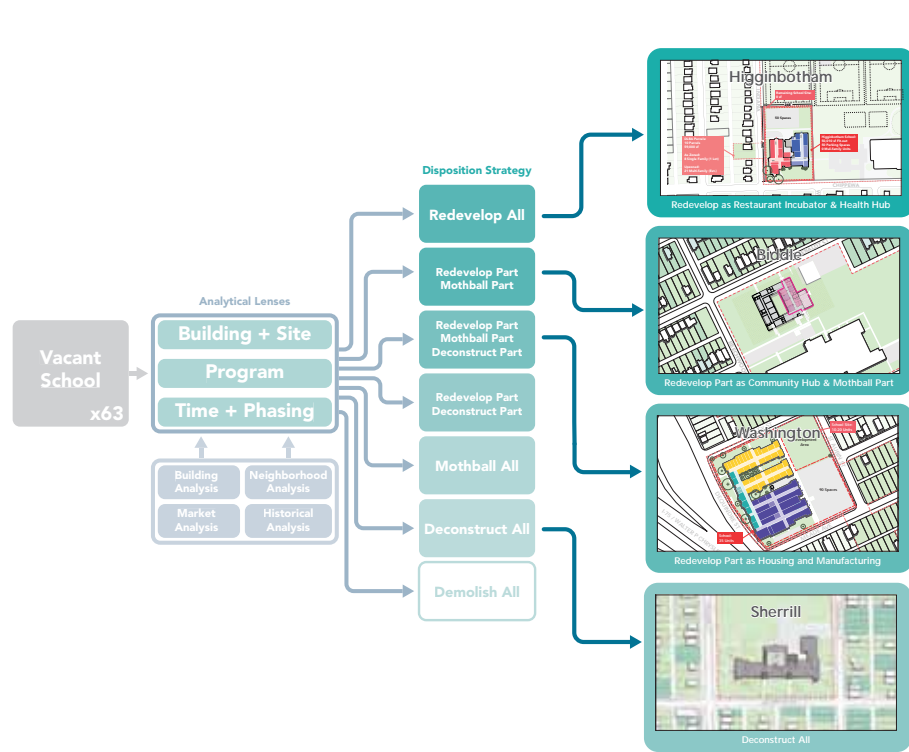 Vacant
School
x63
Analytical Lenses
Building + Site
Program
Time + Phasing
Building
Analysis
Neighborhood
Analysis
Market
Analysis
Historical
Analysis
Disposition Strategy
Redevelop All
Redevelop Part
Mothball Part
Redevelop Part
Mothball Part
Deconstruct Part
Redevelop Part
Deconstruct Part
Mothball All
Deconstruct All
Demolish All
Higginbotham
Redevelop as Restaurant Incubator & Health Hub
Biddle
Redevelop Part as Community Hub & Mothball Part
Washington
98 Spaces
Redevelop Part as Housing and Manufacturing
Sherrill
Deconstruct All